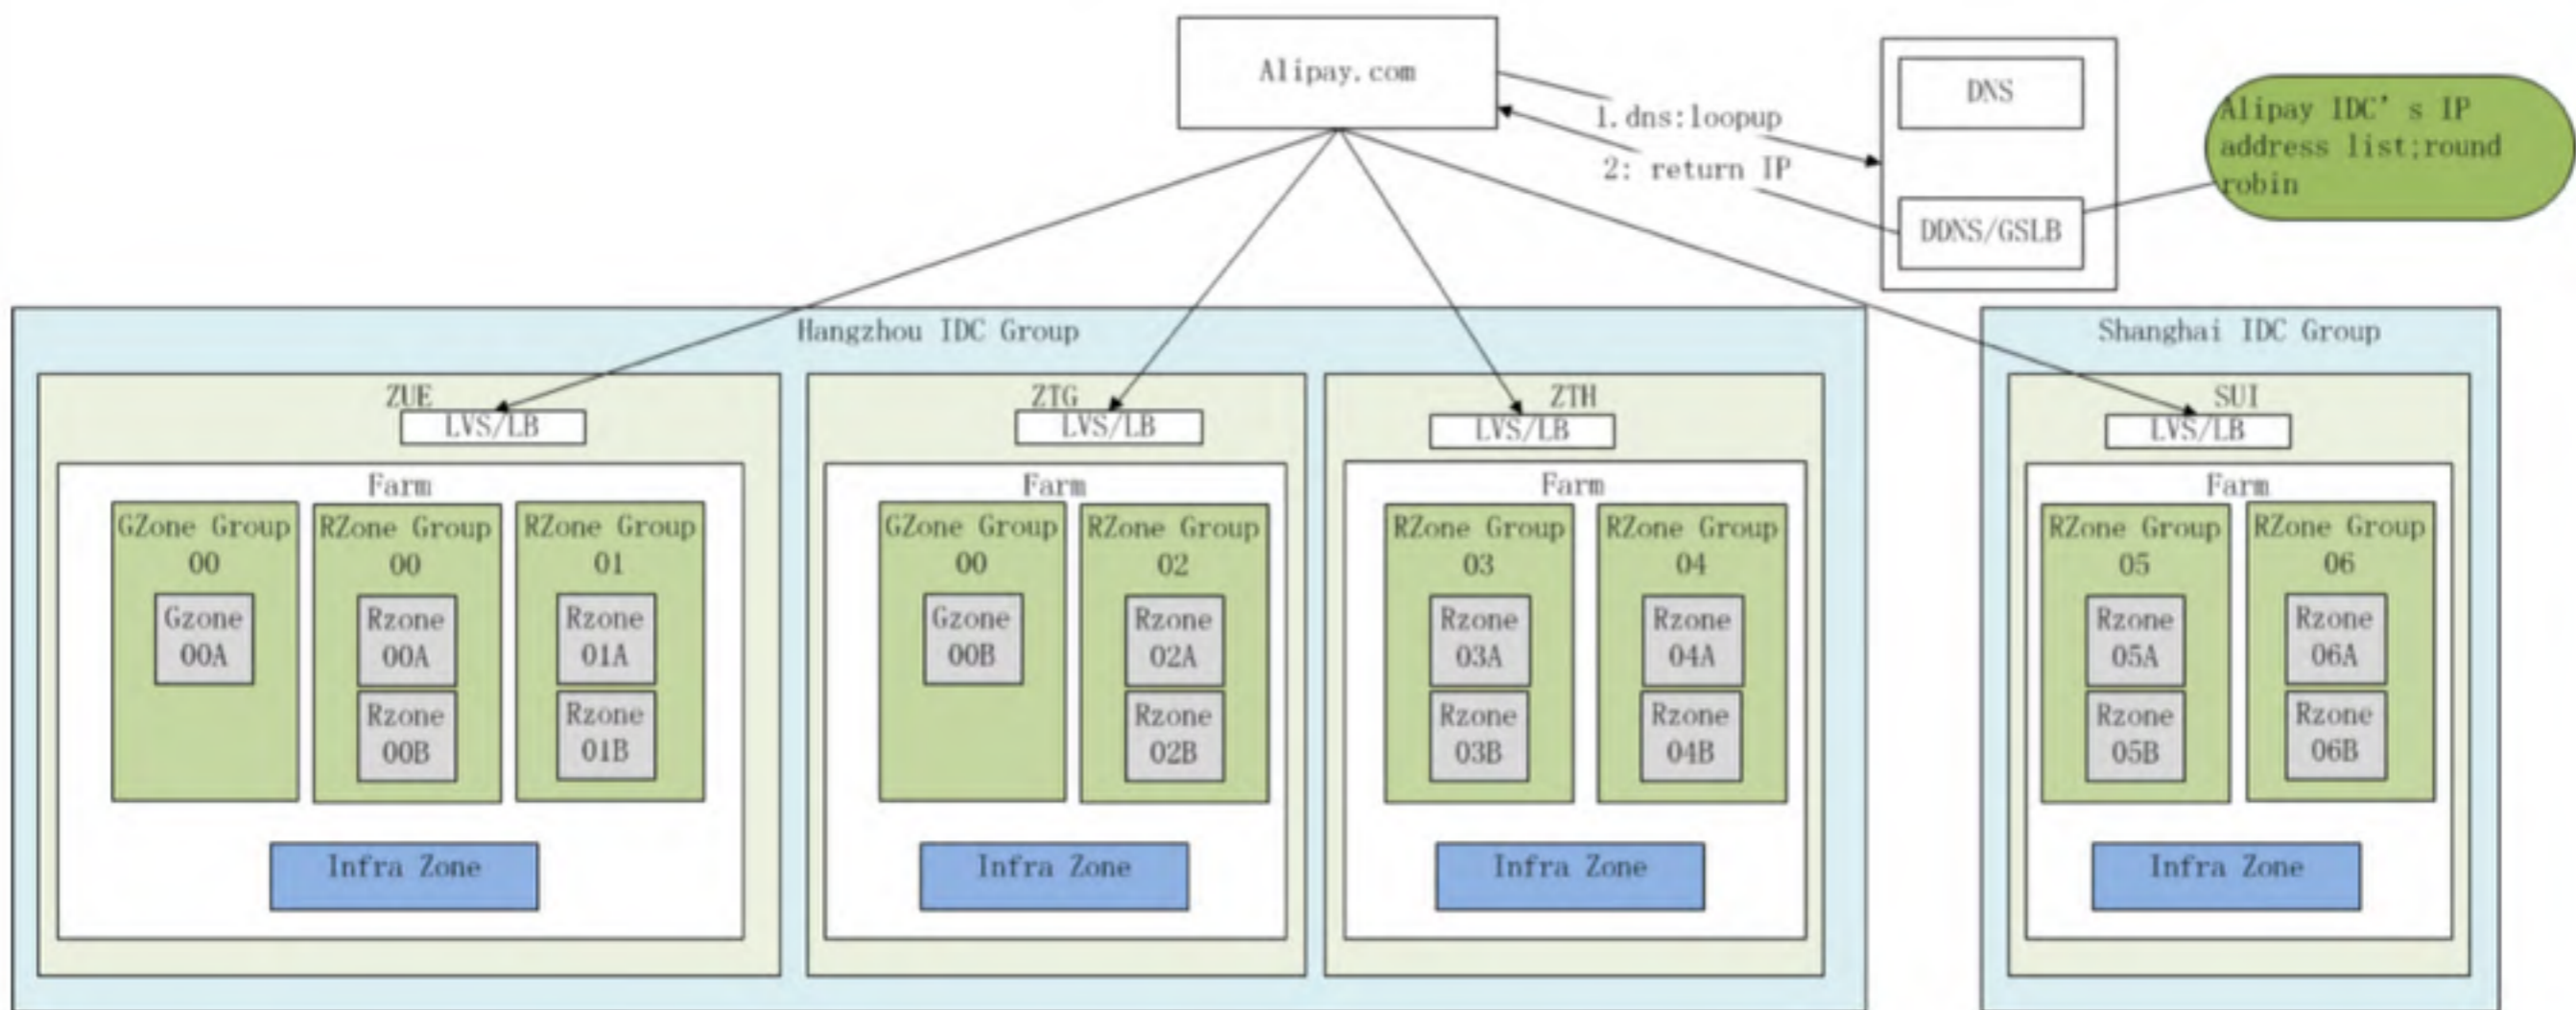 Alipay.com
1.dns:loopup
2: return IP
DNS
DDNS/GSLB
Alipay IDC’s IP
address list;round
robin
Hangzhou IDC Group
ZUE
LVS/LB
Farm
GZone Group
00
Gzone
00A
RZone Group
00
Rzone
00A
Rzone
00B
RZone Group
01
Rzone
01A
Rzone
01B
Infra Zone
ZTG
LVS/LB
Farm
GZone Group
00
Gzone
00B
RZone Group
02
Rzone
02A
Rzone
02B
Infra Zone
ZTH
LVS/LB
Farm
RZone Group
03
Rzone
03A
Rzone
03B
RZone Group
04
Rzone
04A
Rzone
04B
Infra Zone
Shanghai IDC Group
SUI
LVS/LB
Farm
RZone Group
05
Rzone
05A
Rzone
05B
RZone Group
06
Rzone
06A
Rzone
06B
Infra Zone